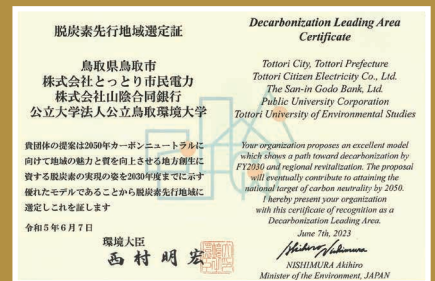 脱炭素先行地域選定証
鳥取県鳥取市
株式会社とっとり市民電力
株式会社山陰合同銀行
公立大学法人公立鳥取環境大学
貴団体の提案は2050年カーボンニュートラルに
向けて地域の魅力と質を向上させる地方創生に
資する脱炭素の実現の姿を2030年度までに示す
優れたモデルであることから脱炭素先行地域に
選定しこれを証します
令和5年6月7日
環境大臣
西村明宏
Decarbonization Leading Area
Certificate
Tottori City, Tottori Prefecture
Tottori Citizen Electricity Co., Ltd.
The San-in Godo Bank, Ltd.
Public University Corporation
Tottori University of Environmental Studies
Your organization proposes an excellent model
which shows a path toward decarbonization by
FY2030 and regional revitalization. The proposal
will eventually contribute to attaining the
national target of carbon neutrality by 2050.
I hereby present your organization
with this certificate of recognition as a
Decarbonization Leading Area.
June 7th, 2023
Akihiro Nishimura
NISHIMURA Akihiro
Minister of the Environment, JAPAN